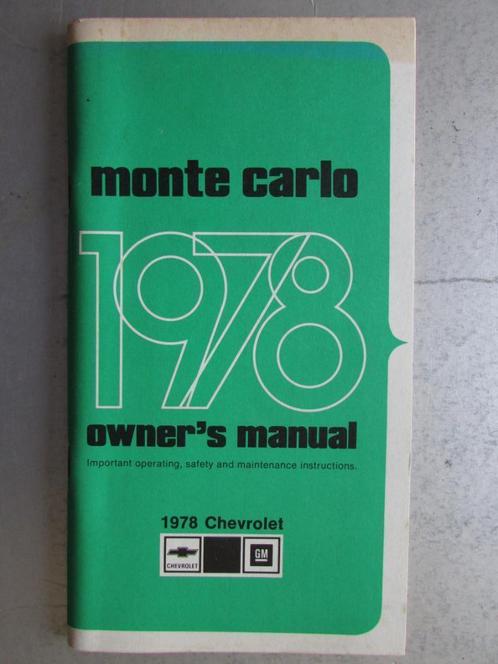 monte carlo
1978
owner's manual
Important operating, safety and maintenance instructions.
1978 Chevrolet
CHEVROLET
GM